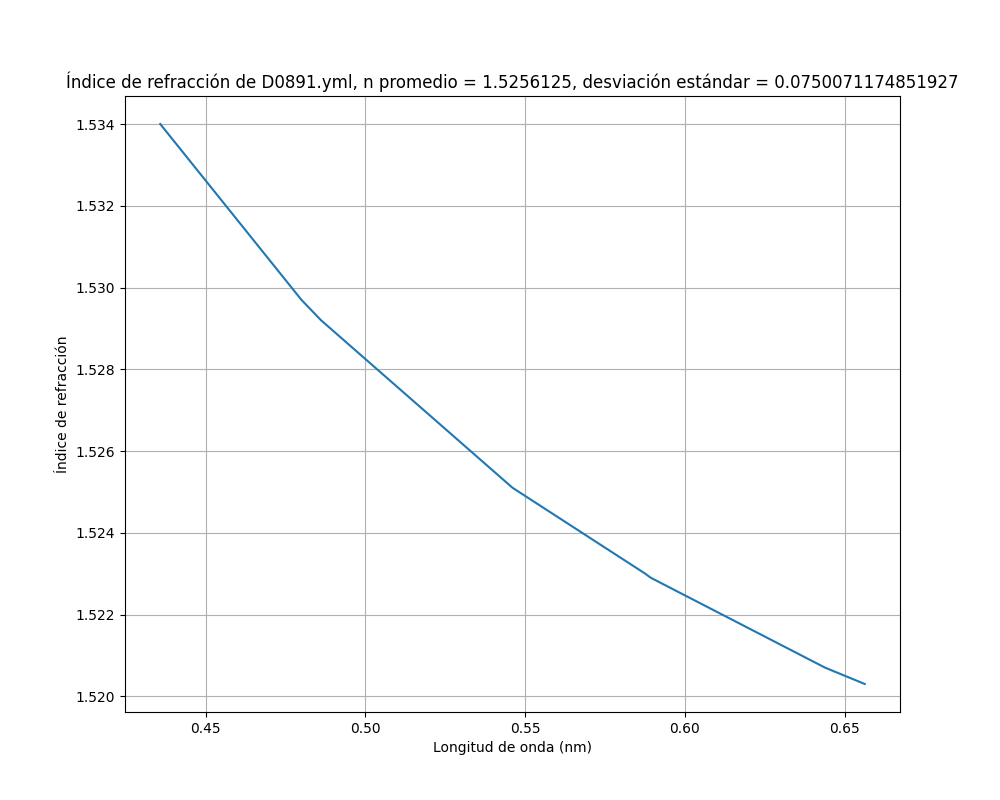 Índice de refracción de D0891.yml, n promedio = 1.5256125, desviación estándar = 0.0750071174851927
1.534
1.532
1.530
1.528
1.526
1.524
1.522
1.520
Índice de refracción
0.45 0.50 0.55 0.60 0.65
Longitud de onda (nm)